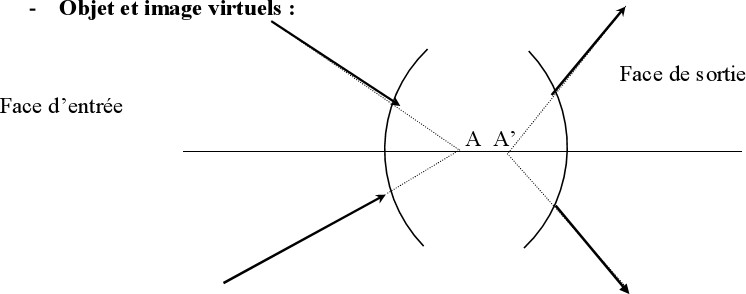 - Objet et image virtuels :
Face de sortie
Face d’entrée
A A’